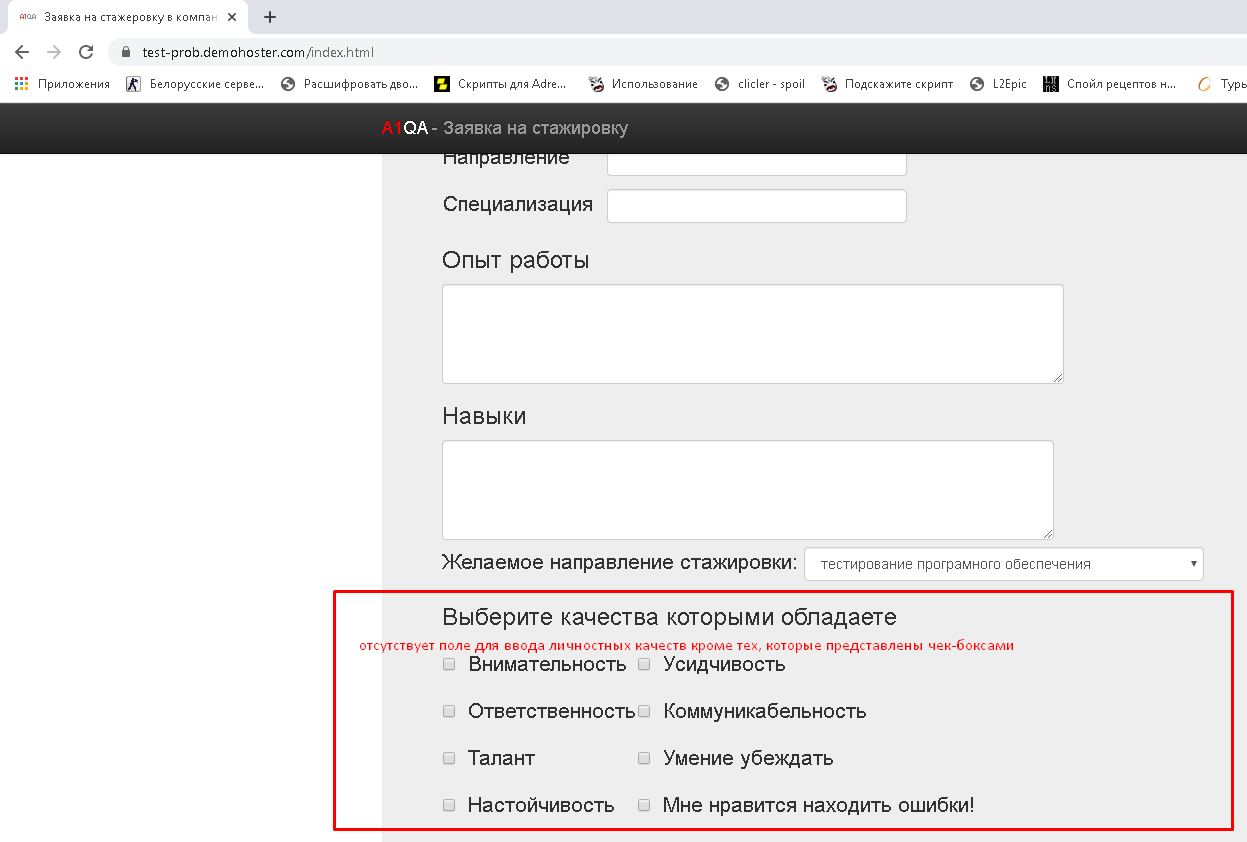 A1QA Заявка на стажировку в компан
test-prob.demohoster.com/index.html
Приложения Белорусские серве... Расшифровать дво... Скрипты для Adre... Использование clicler - spoil Подскажите скрипт L2Epic Спойл рецептов н... Турь
A1QA - Заявка на стажировку
Направление
Специализация
Опыт работы
Навыки
Желаемое направление стажировки: тестирование програмного обеспечения
Выберите качества которыми обладаете
отсутствует поле для ввода личностных качеств кроме тех, которые представлены чек-боксами
Внимательность Усидчивость
Ответственность Коммуникабельность
Талант Умение убеждать
Настойчивость Мне нравится находить ошибки!